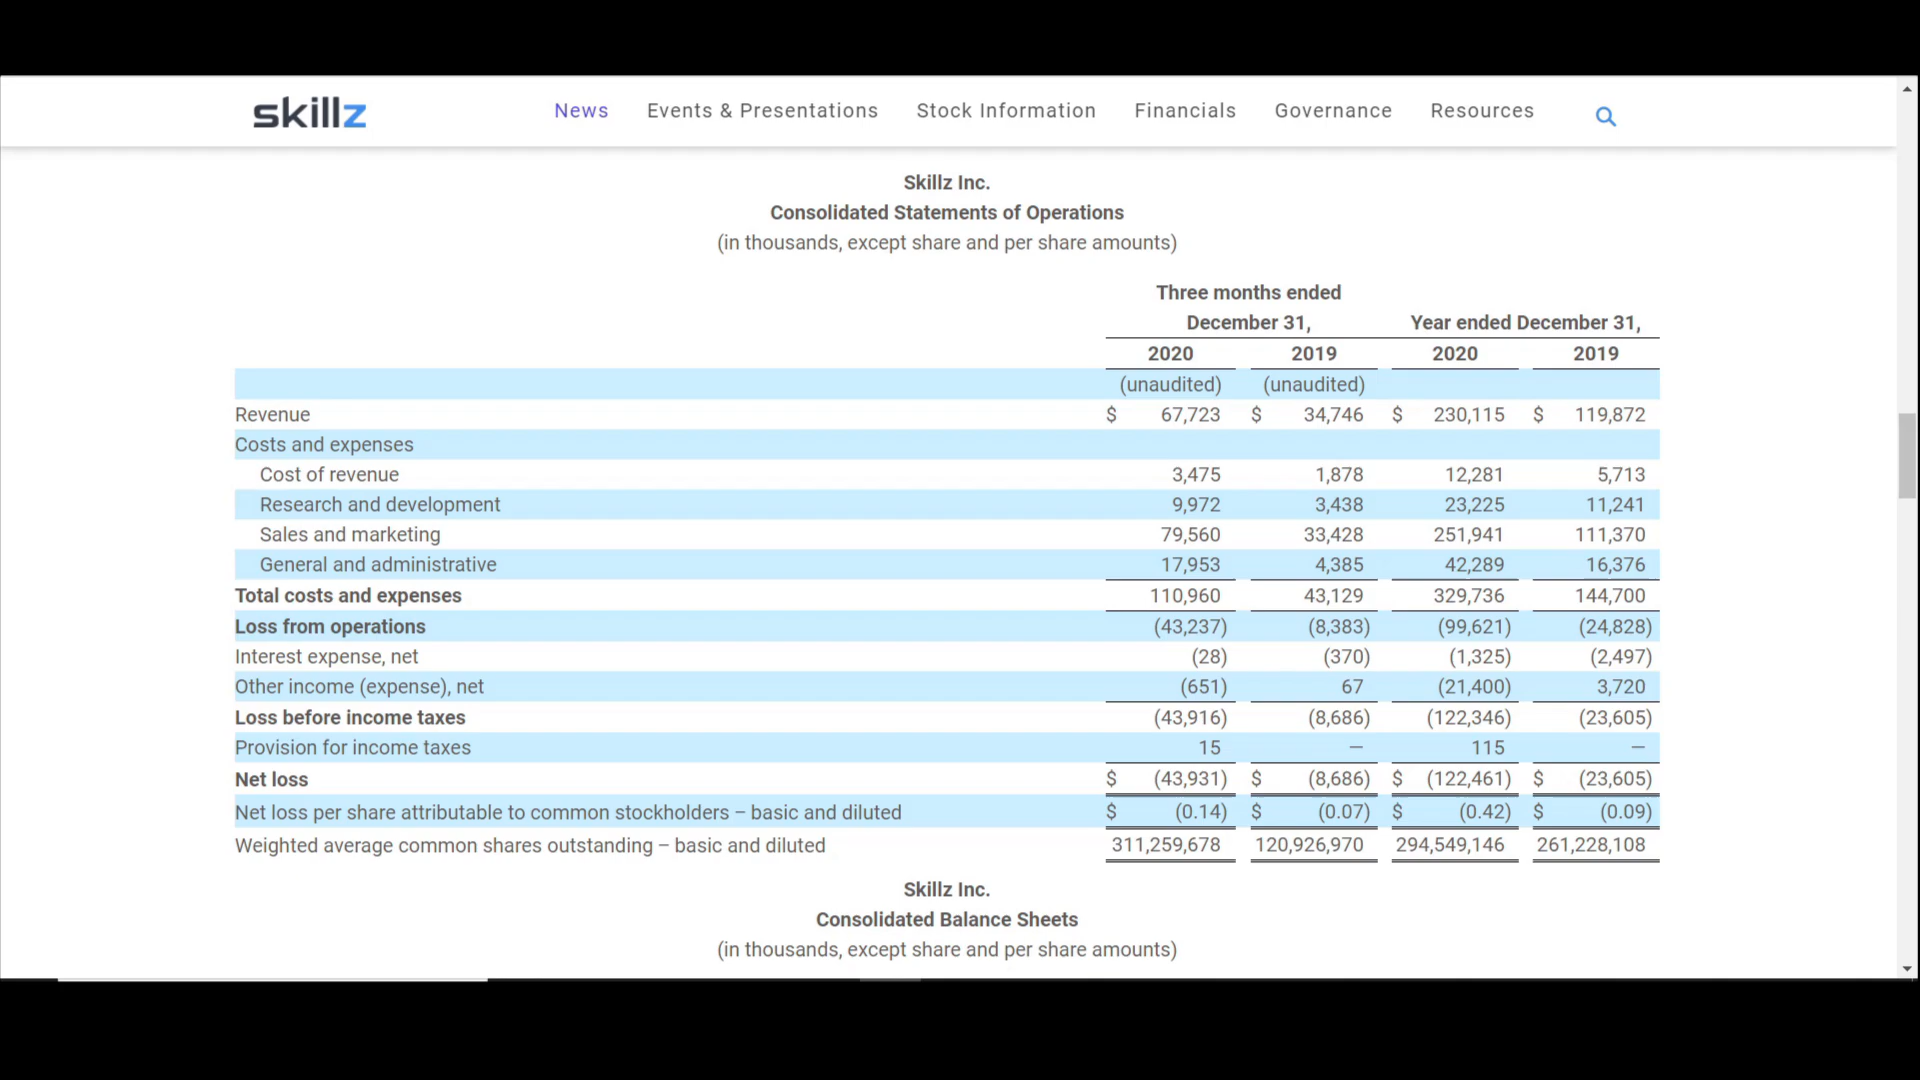 skillz News Events & Presentations Stock Information Financials Governance Resources
Skillz Inc.
Consolidated Statements of Operations
(in thousands, except share and per share amounts)
Three months ended
December 31, Year ended December 31,
2020 2019 2020 2019
(unaudited) (unaudited)
Revenue $ 67,723 $ 34,746 $ 230,115 $ 119,872
Costs and expenses
Cost of revenue 3,475 1,878 12,281 5,713
Research and development 9,972 3,438 23,225 11,241
Sales and marketing 79,560 33,428 251,941 111,370
General and administrative 17,953 4,385 42,289 16,376
Total costs and expenses 110,960 43,129 329,736 144,700
Loss from operations (43,237) (8,383) (99,621) (24,828)
Interest expense, net (28) (370) (1,325) (2,497)
Other income (expense), net (651) 67 (21,400) 3,720
Loss before income taxes (43,916) (8,686) (122,346) (23,605)
Provision for income taxes 15 — 115 —
Net loss $ (43,931) $ (8,686) $ (122,461) $ (23,605)
Net loss per share attributable to common stockholders – basic and diluted $ (0.14) $ (0.07) $ (0.42) $ (0.09)
Weighted average common shares outstanding – basic and diluted 311,259,678 120,926,970 294,549,146 261,228,108
Skillz Inc.
Consolidated Balance Sheets
(in thousands, except share and per share amounts)